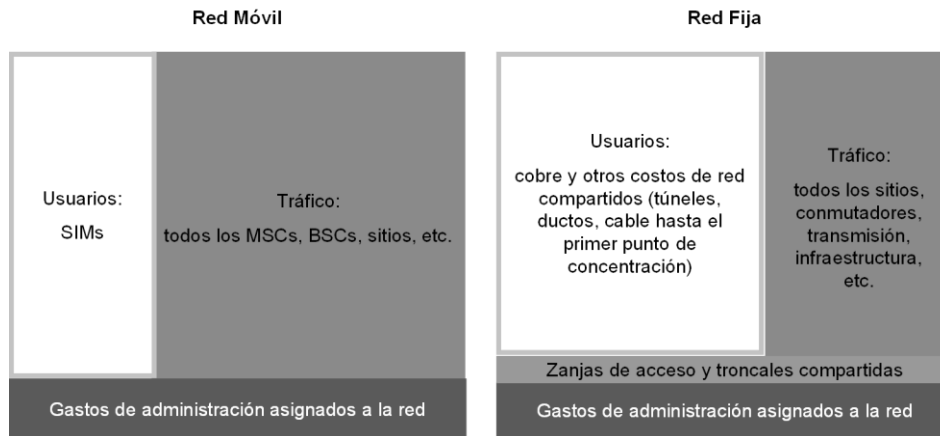 Red Móvil
Usuarios:
SIMs
Tráfico:
todos los MSCs, BSCs, sitios, etc.
Gastos de administración asignados a la red
Red Fija
Usuarios:
cobre y otros costos de red
compartidos (túneles,
ductos, cable hasta el
primer punto de
concentración)
Tráfico:
todos los sitios,
conmutadores,
transmisión,
infraestructura,
etc.
Zanjas de acceso y troncales compartidas
Gastos de administración asignados a la red